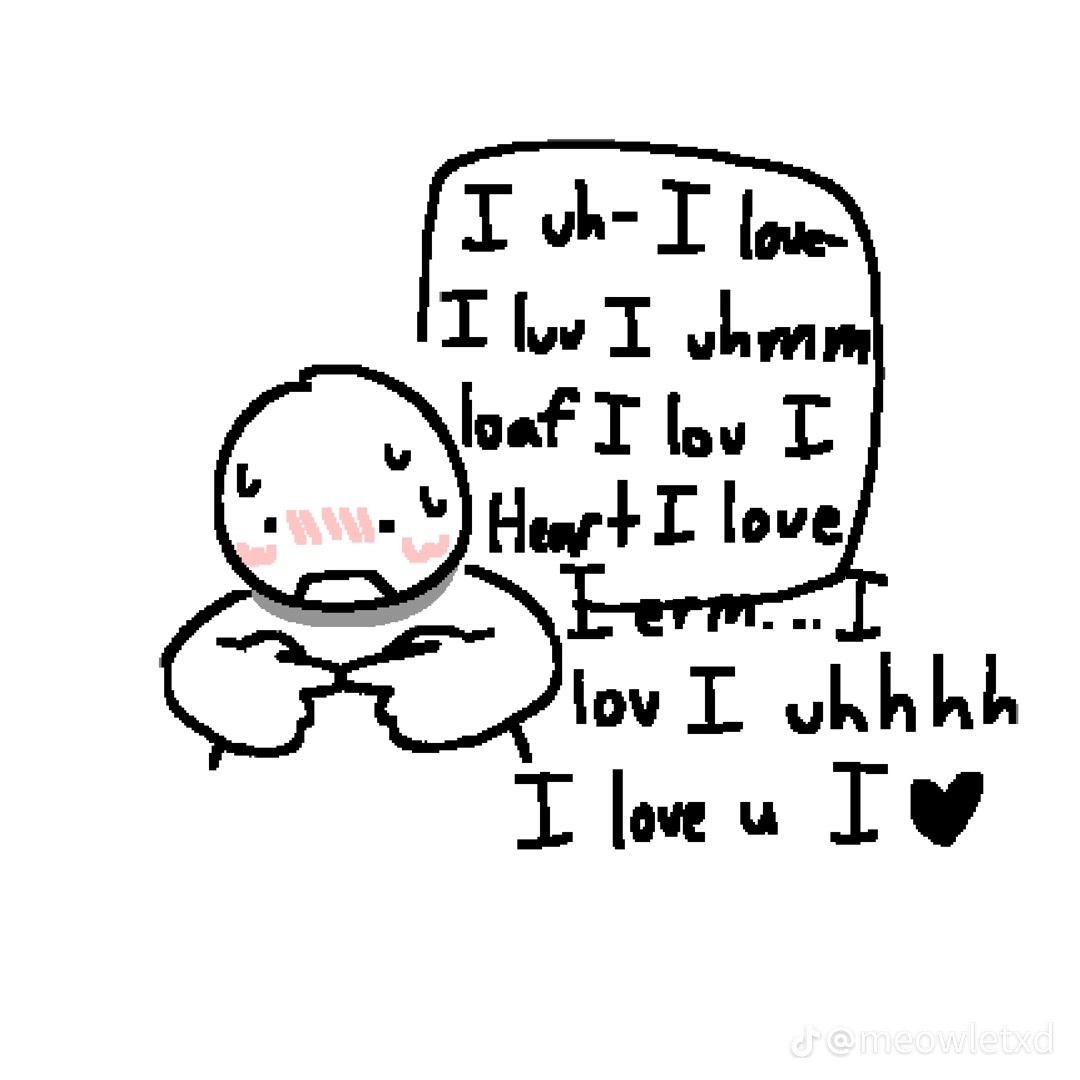 I uh- I love-
I luv I uhmm
loaf I lov I
Heart I love
I erm... I
lov I uhhhh
I love u I ♥
@meowletxd